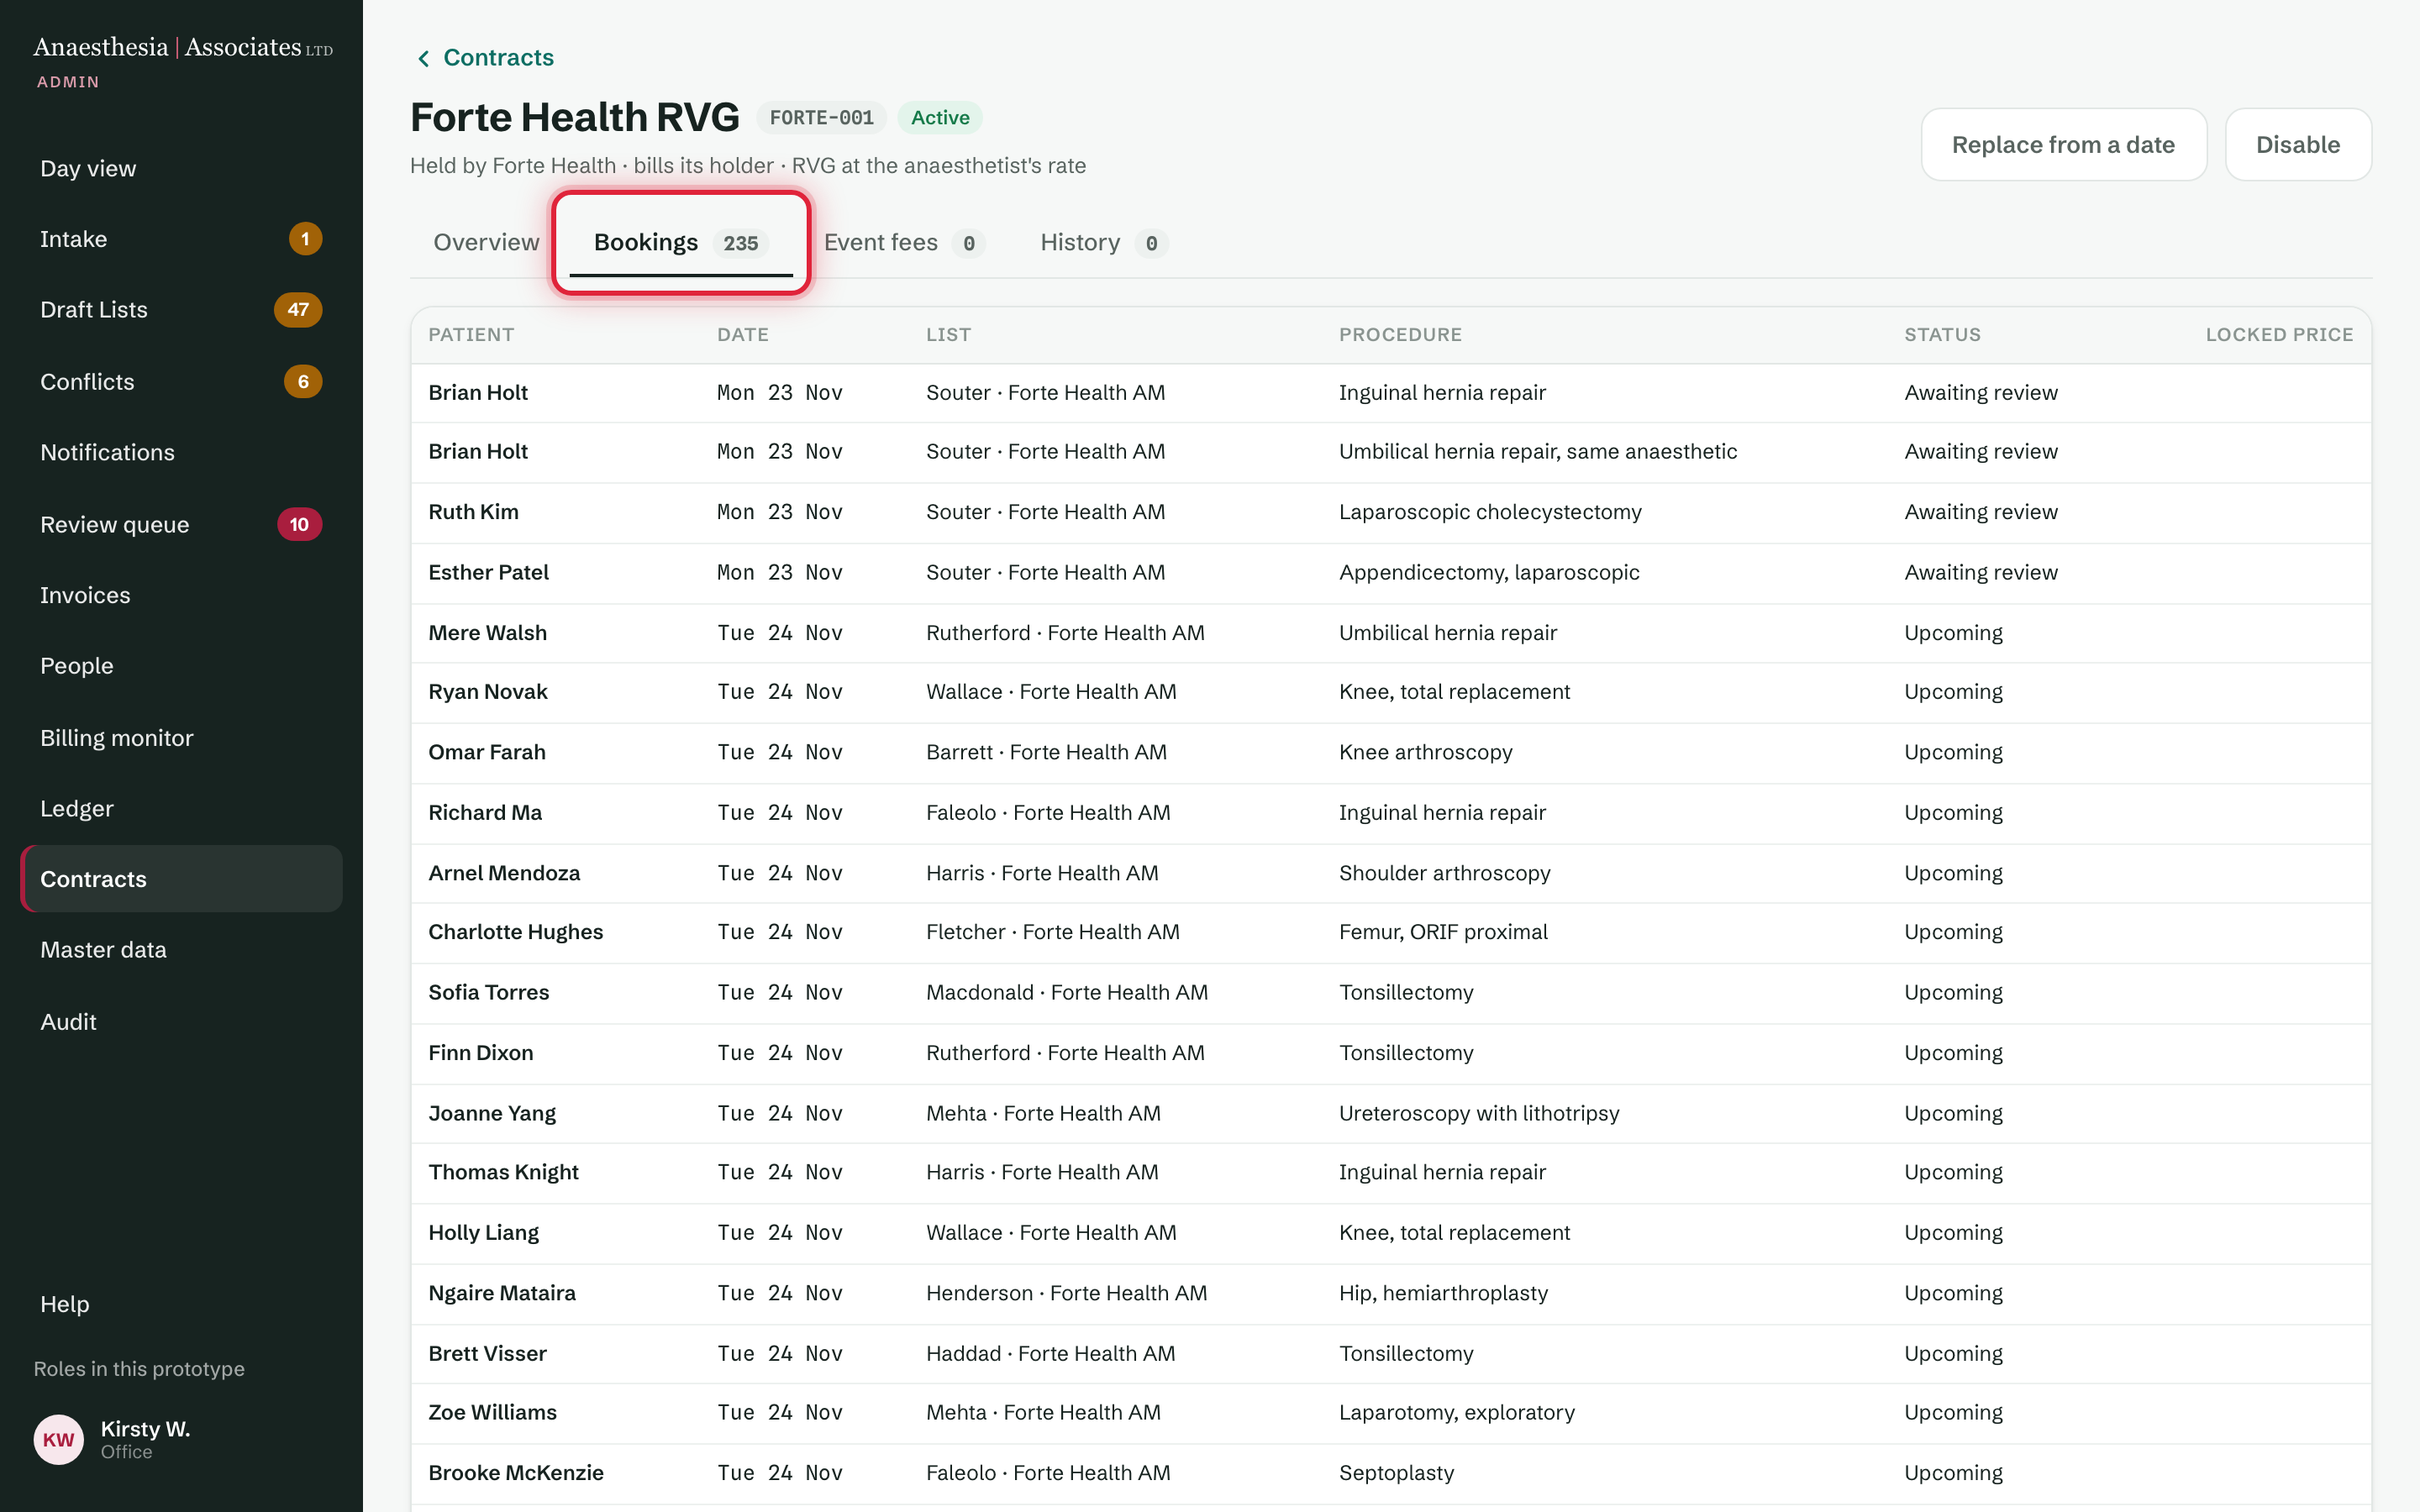 Anaesthesia | Associates LTD
ADMIN
Day view
Intake 1
Draft Lists 47
Conflicts 6
Notifications
Review queue 10
Invoices
People
Billing monitor
Ledger
Contracts
Master data
Audit
Help
Roles in this prototype
KW Kirsty W.
Office
Contracts
Forte Health RVG FORTE-001 Active
Held by Forte Health · bills its holder · RVG at the anaesthetist's rate
Replace from a date Disable
Overview Bookings 235 Event fees 0 History 0
PATIENT DATE LIST PROCEDURE STATUS LOCKED PRICE
Brian Holt Mon 23 Nov Souter · Forte Health AM Inguinal hernia repair Awaiting review
Brian Holt Mon 23 Nov Souter · Forte Health AM Umbilical hernia repair, same anaesthetic Awaiting review
Ruth Kim Mon 23 Nov Souter · Forte Health AM Laparoscopic cholecystectomy Awaiting review
Esther Patel Mon 23 Nov Souter · Forte Health AM Appendicectomy, laparoscopic Awaiting review
Mere Walsh Tue 24 Nov Rutherford · Forte Health AM Umbilical hernia repair Upcoming
Ryan Novak Tue 24 Nov Wallace · Forte Health AM Knee, total replacement Upcoming
Omar Farah Tue 24 Nov Barrett · Forte Health AM Knee arthroscopy Upcoming
Richard Ma Tue 24 Nov Faleolo · Forte Health AM Inguinal hernia repair Upcoming
Arnel Mendoza Tue 24 Nov Harris · Forte Health AM Shoulder arthroscopy Upcoming
Charlotte Hughes Tue 24 Nov Fletcher · Forte Health AM Femur, ORIF proximal Upcoming
Sofia Torres Tue 24 Nov Macdonald · Forte Health AM Tonsillectomy Upcoming
Finn Dixon Tue 24 Nov Rutherford · Forte Health AM Tonsillectomy Upcoming
Joanne Yang Tue 24 Nov Mehta · Forte Health AM Ureteroscopy with lithotripsy Upcoming
Thomas Knight Tue 24 Nov Harris · Forte Health AM Inguinal hernia repair Upcoming
Holly Liang Tue 24 Nov Wallace · Forte Health AM Knee, total replacement Upcoming
Ngaire Mataira Tue 24 Nov Henderson · Forte Health AM Hip, hemiarthroplasty Upcoming
Brett Visser Tue 24 Nov Haddad · Forte Health AM Tonsillectomy Upcoming
Zoe Williams Tue 24 Nov Mehta · Forte Health AM Laparotomy, exploratory Upcoming
Brooke McKenzie Tue 24 Nov Faleolo · Forte Health AM Septoplasty Upcoming